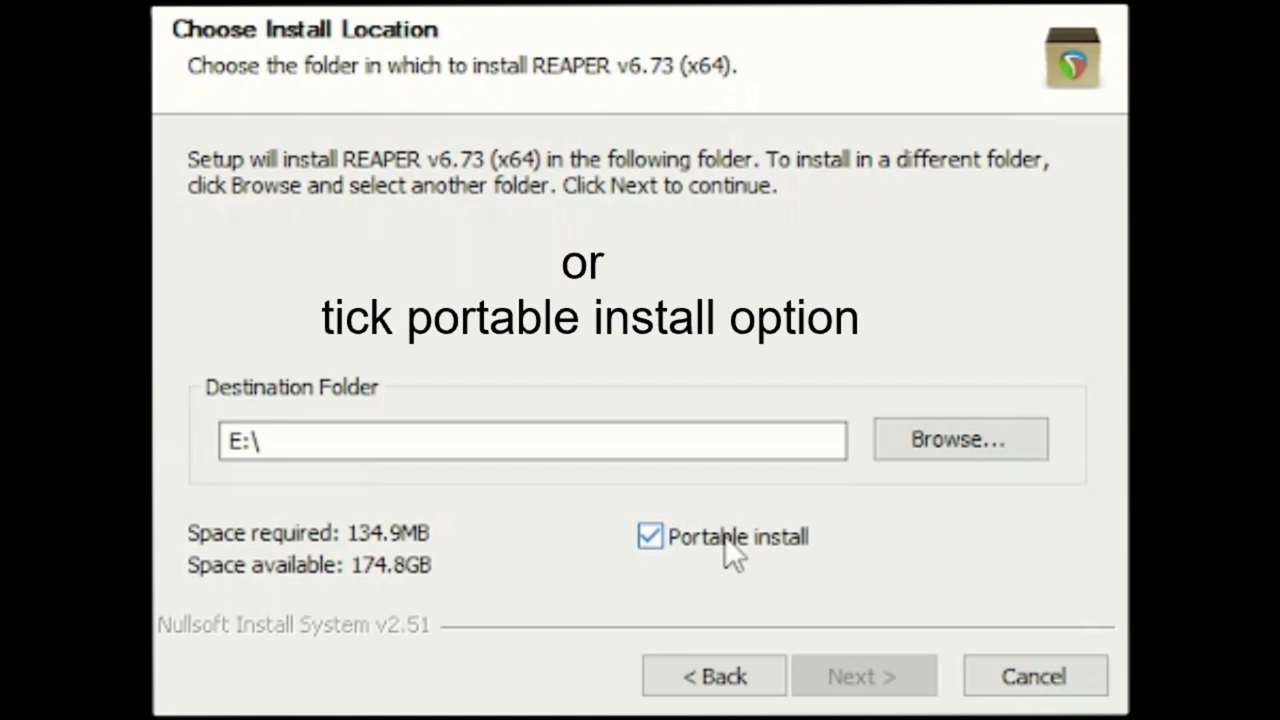 Choose Install Location
Choose the folder in which to install REAPER v6.73 (x64).
Setup will install REAPER v6.73 (x64) in the following folder. To install in a different folder,
click Browse and select another folder. Click Next to continue.
or
tick portable install option
Destination Folder
E:\
Browse...
Space required: 134.9MB
Portable install
Space available: 174.8GB
Nullsoft Install System v2.51
< Back
Next >
Cancel